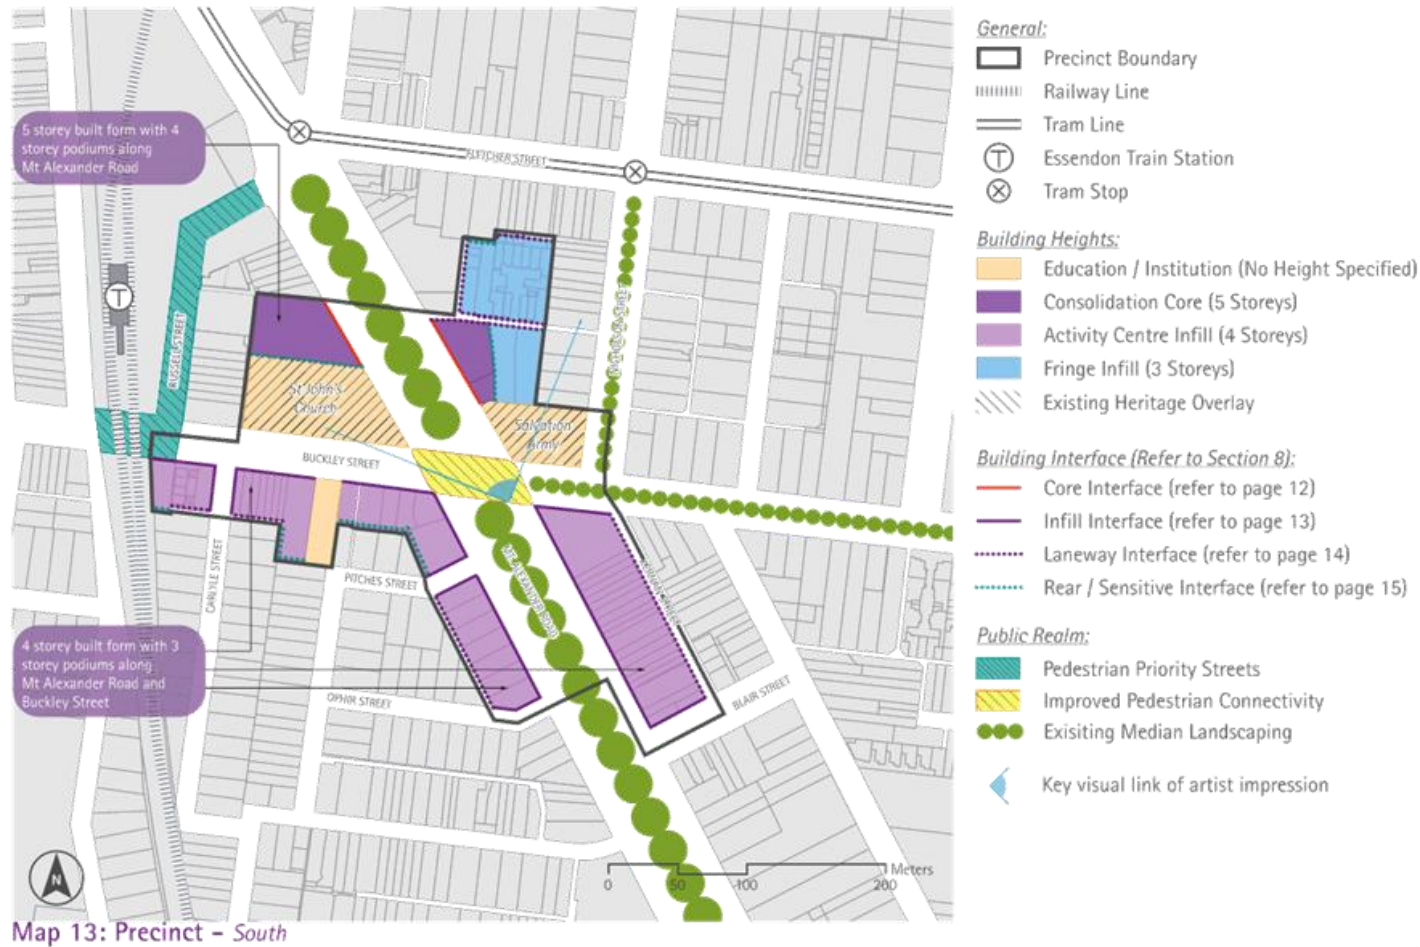 5 storey built form with 4
storey podiums along
Mt Alexander Road
FLETCHER STREET
T
RUSSELL STREET
St John's
Church
Salvation
Army
BUCKLEY STREET
CARLYLE STREET
PITCHES STREET
MT ALEXANDER ROAD
4 storey built form with 3
storey podiums along
Mt Alexander Road and
Buckley Street
OPHIR STREET
BLAIR STREET
N
Meters
0 50 100 200
Map 13: Precinct - South
General:
Precinct Boundary
Railway Line
Tram Line
T Essendon Train Station
Tram Stop
Building Heights:
Education / Institution (No Height Specified)
Consolidation Core (5 Storeys)
Activity Centre Infill (4 Storeys)
Fringe Infill (3 Storeys)
Existing Heritage Overlay
Building Interface (Refer to Section 8):
Core Interface (refer to page 12)
Infill Interface (refer to page 13)
Laneway Interface (refer to page 14)
Rear / Sensitive Interface (refer to page 15)
Public Realm:
Pedestrian Priority Streets
Improved Pedestrian Connectivity
Exisiting Median Landscaping
Key visual link of artist impression